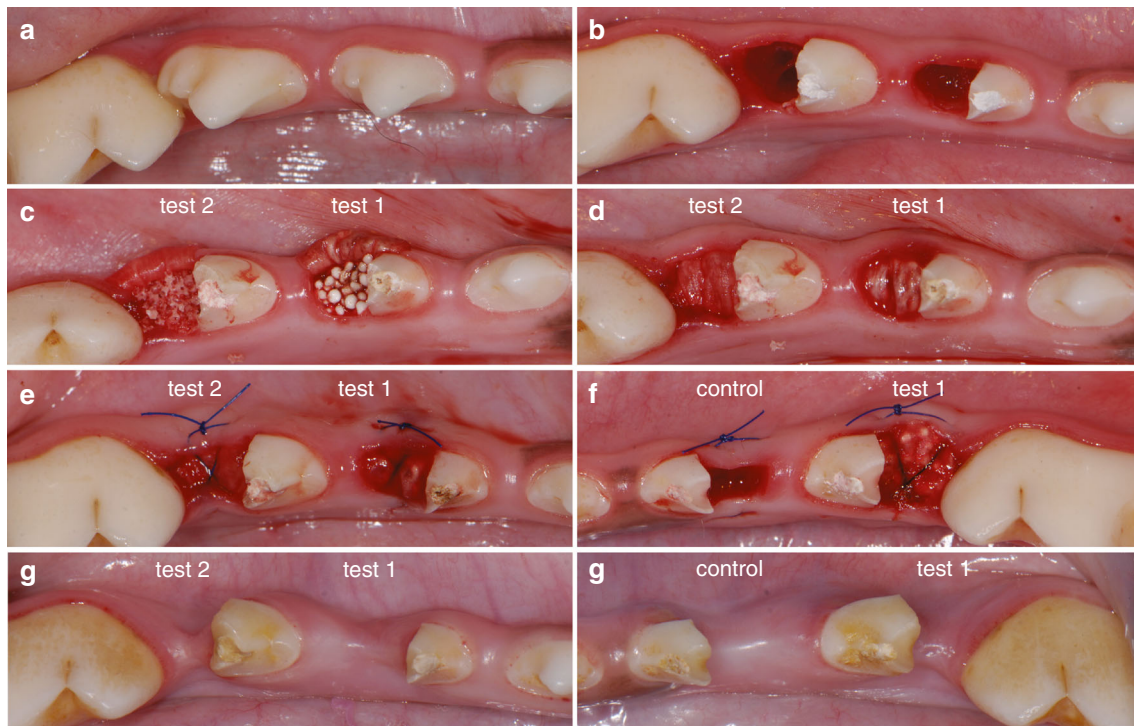 a
b
c
test 2
test 1
d
test 2
test 1
e
test 2
test 1
f
control
test 1
g
test 2
test 1
g
control
test 1